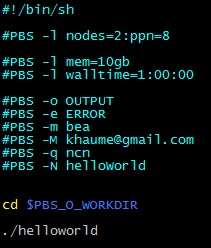 #!/bin/sh
#PBS -l nodes=2:ppn=8
#PBS -l mem=10gb
#PBS -l walltime=1:00:00
#PBS -o OUTPUT
#PBS -e ERROR
#PBS -m bea
#PBS -M khaume@gmail.com
#PBS -q ncn
#PBS -N helloWorld
cd $PBS_O_WORKDIR
./helloworld